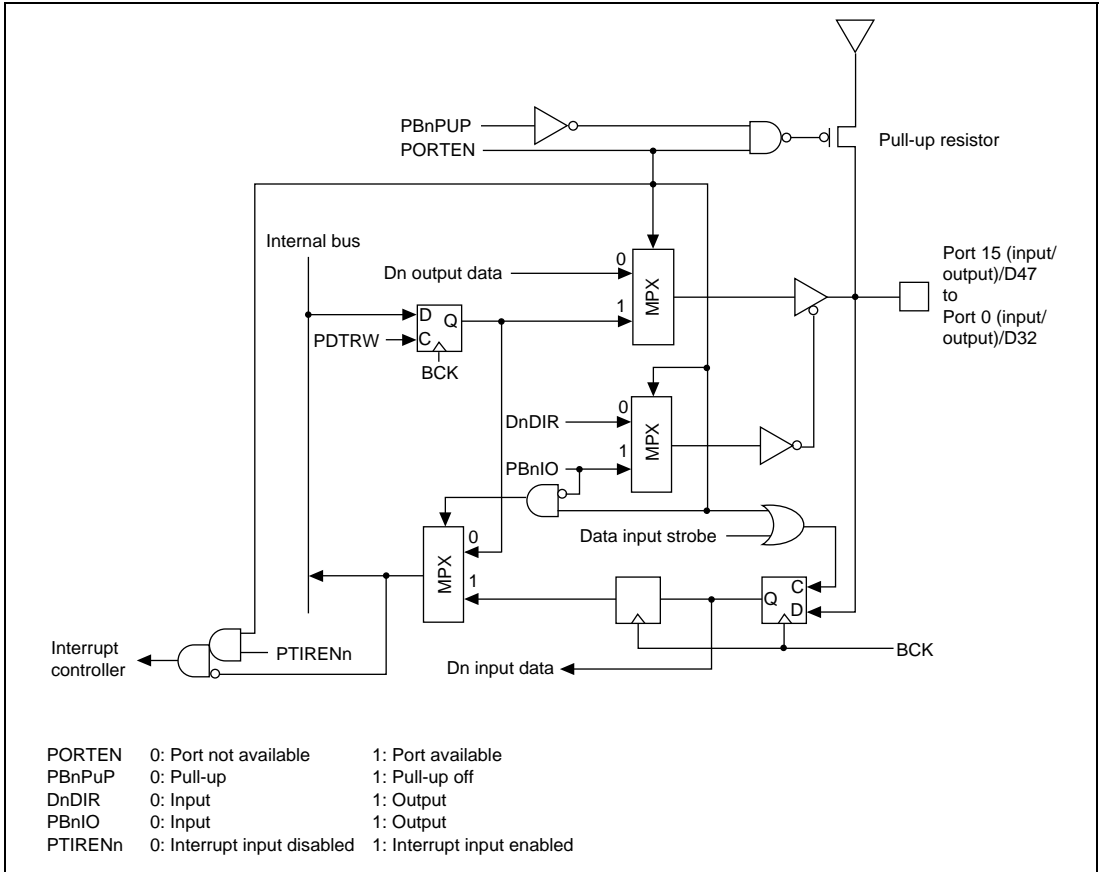 PBnPUP
PORTEN
Pull-up resistor
Internal bus
Dn output data
0
1
MPX
Port 15 (input/
output)/D47
to
Port 0 (input/
output)/D32
D
Q
C
PDTRW
BCK
DnDIR
0
1
MPX
PBnIO
Data input strobe
MPX
0
1
C
Q
D
Interrupt
controller
PTIRENn
BCK
Dn input data
PORTEN 0: Port not available 1: Port available
PBnPuP 0: Pull-up 1: Pull-up off
DnDIR 0: Input 1: Output
PBnIO 0: Input 1: Output
PTIRENn 0: Interrupt input disabled 1: Interrupt input enabled